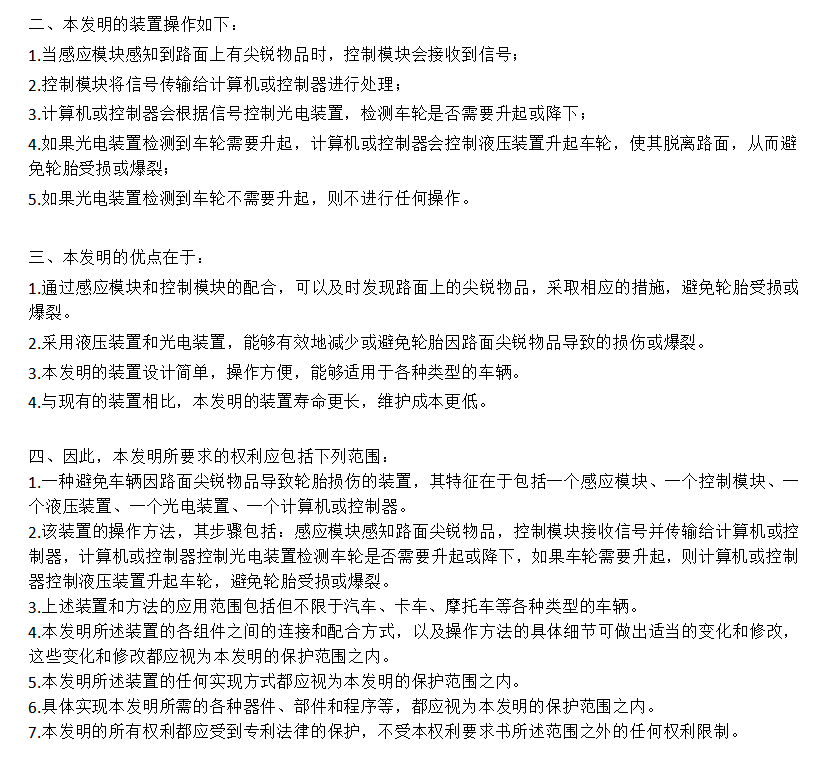 二、本发明的装置操作如下：
1.当感应模块感知到路面上有尖锐物品时，控制模块会接收到信号；
2.控制模块将信号传输给计算机或控制器进行处理；
3.计算机或控制器会根据信号控制光电装置，检测车轮是否需要升起或降下；
4.如果光电装置检测到车轮需要升起，计算机或控制器会控制液压装置升起车轮，使其脱离路面，从而避
免轮胎受损或爆裂；
5.如果光电装置检测到车轮不需要升起，则不进行任何操作。
三、本发明的优点在于：
1.通过感应模块和控制模块的配合，可以及时发现路面上的尖锐物品，采取相应的措施，避免轮胎受损或
爆裂。
2.采用液压装置和光电装置，能够有效地减少或避免轮胎因路面尖锐物品导致的损伤或爆裂。
3.本发明的装置设计简单，操作方便，能够适用于各种类型的车辆。
4.与现有的装置相比，本发明的装置寿命更长，维护成本更低。
四、因此，本发明所要求的权利应包括下列范围：
1.一种避免车辆因路面尖锐物品导致轮胎损伤的装置，其特征在于包括一个感应模块、一个控制模块、一
个液压装置、一个光电装置、一个计算机或控制器。
2.该装置的操作方法，其步骤包括：感应模块感知路面尖锐物品，控制模块接收信号并传输给计算机或控
制器，计算机或控制器控制光电装置检测车轮是否需要升起或降下，如果车轮需要升起，则计算机或控制
器控制液压装置升起车轮，避免轮胎受损或爆裂。
3.上述装置和方法的应用范围包括但不限于汽车、卡车、摩托车等各种类型的车辆。
4.本发明所述装置的各组件之间的连接和配合方式，以及操作方法的具体细节可做出适当的变化和修改，
这些变化和修改都应视为本发明的保护范围之内。
5.本发明所述装置的任何实现方式都应视为本发明的保护范围之内。
6.具体实现本发明所需的各种器件、部件和程序等，都应视为本发明的保护范围之内。
7.本发明的所有权利都应受到专利法律的保护，不受本权利要求书所述范围之外的任何权利限制。